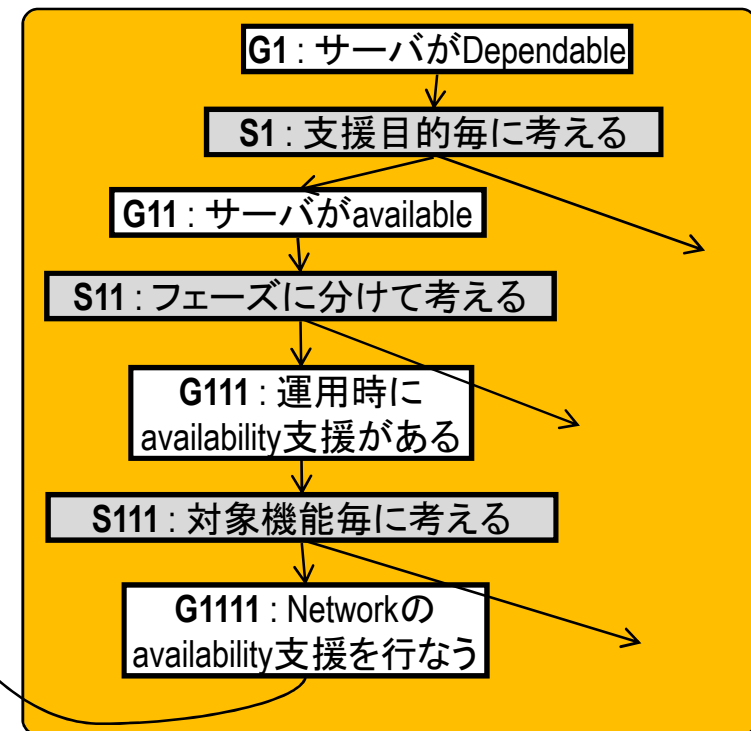 G1 : サーバがDependable
S1 : 支援目的毎に考える
G11 : サーバがavailable
S11 : フェーズに分けて考える
G111 : 運用時に
availability支援がある
S111 : 対象機能毎に考える
G1111 : Networkの
availability支援を行なう